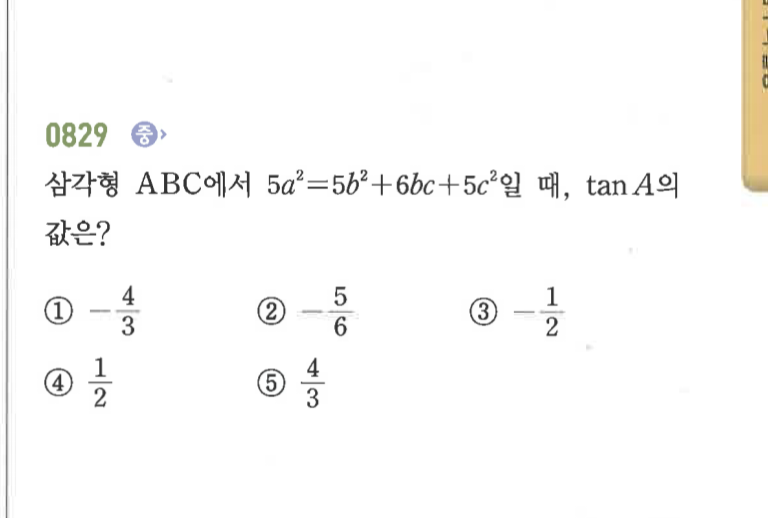 0829 중
삼각형 ABC에서 5a²=5b²+6bc+5c²일 때, tan A의
값은?
① -4/3 ② -5/6 ③ -1/2
④ 1/2 ⑤ 4/3